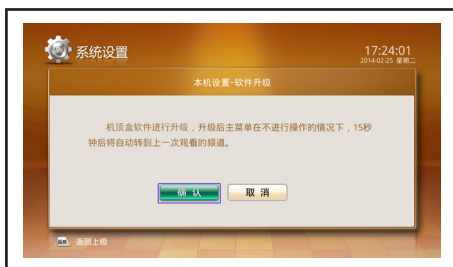 系统设置
17:24:01
2014-02-25 星期二
本机设置-软件升级
机顶盒软件进行升级，升级后主菜单在不进行操作的情况下，15秒
钟后将自动转到上一次观看的频道。
确 认
取 消
返回 返回上级